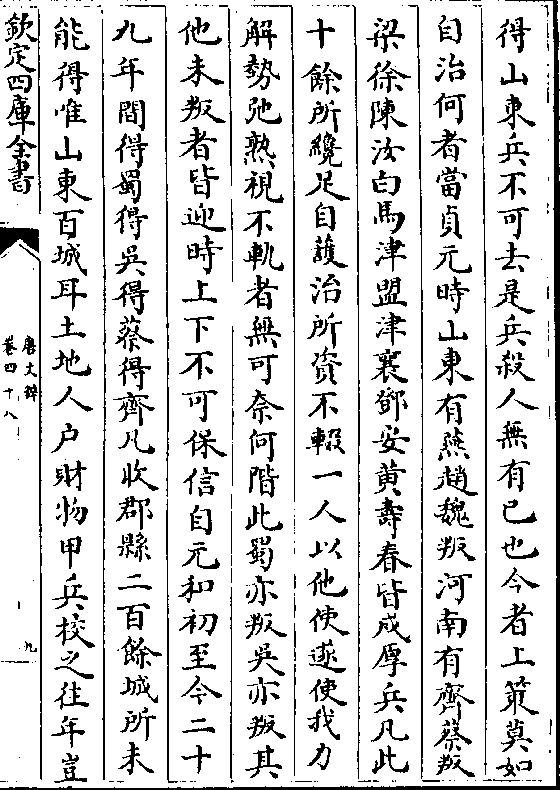 得山東兵不可去是兵殺人無有已也今者上策莫如
自治何者當貞元時山東有燕趙魏叛河南有齊蔡叛
梁徐陳汝白馬津盟津襄鄧安黃壽春皆戍厚兵凡此
十餘所纔足自護治所實不輟一人以他使遂使我力
解勢弛熟視不軌者無可奈何階此蜀亦叛吳亦叛其
他未叛者皆迎時上下不可保信自元和初至今二十
九年間得蜀得吳得蔡得齊凡收郡縣二百餘城所未
能得唯山東百城耳土地人户財物甲兵校之往年豈
欽定四庫全書
唐文粹
卷四十八
九